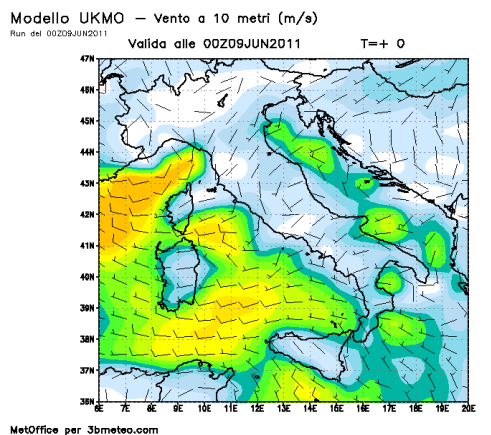 Modello UKMO – Vento a 10 metri (m/s)
Run del 00Z09JUN2011
Valida alle 00Z09JUN2011 T=+ 0
47N
46N
45N
44N
43N
42N
41N
40N
39N
38N
37N
36N
35N
6E 7E 8E 9E 10E 11E 12E 13E 14E 15E 16E 17E 18E 19E 20E
MetOffice per 3bmeteo.com